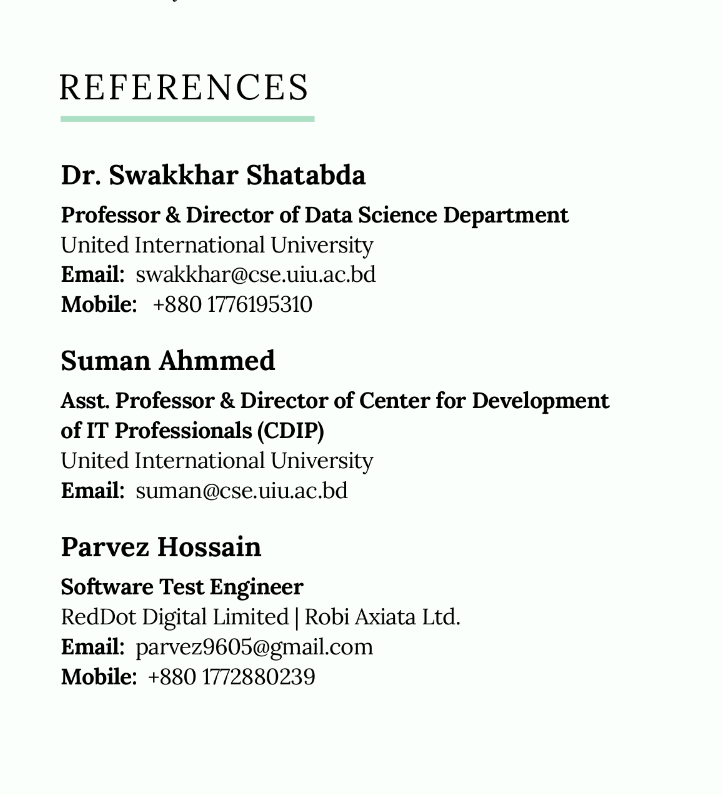 REFERENCES
Dr. Swakkhar Shatabda
Professor & Director of Data Science Department
United International University
Email: swakkhar@cse.uiu.ac.bd
Mobile: +880 1776195310
Suman Ahmmed
Asst. Professor & Director of Center for Development
of IT Professionals (CDIP)
United International University
Email: suman@cse.uiu.ac.bd
Parvez Hossain
Software Test Engineer
RedDot Digital Limited | Robi Axiata Ltd.
Email: parvez9605@gmail.com
Mobile: +880 1772880239